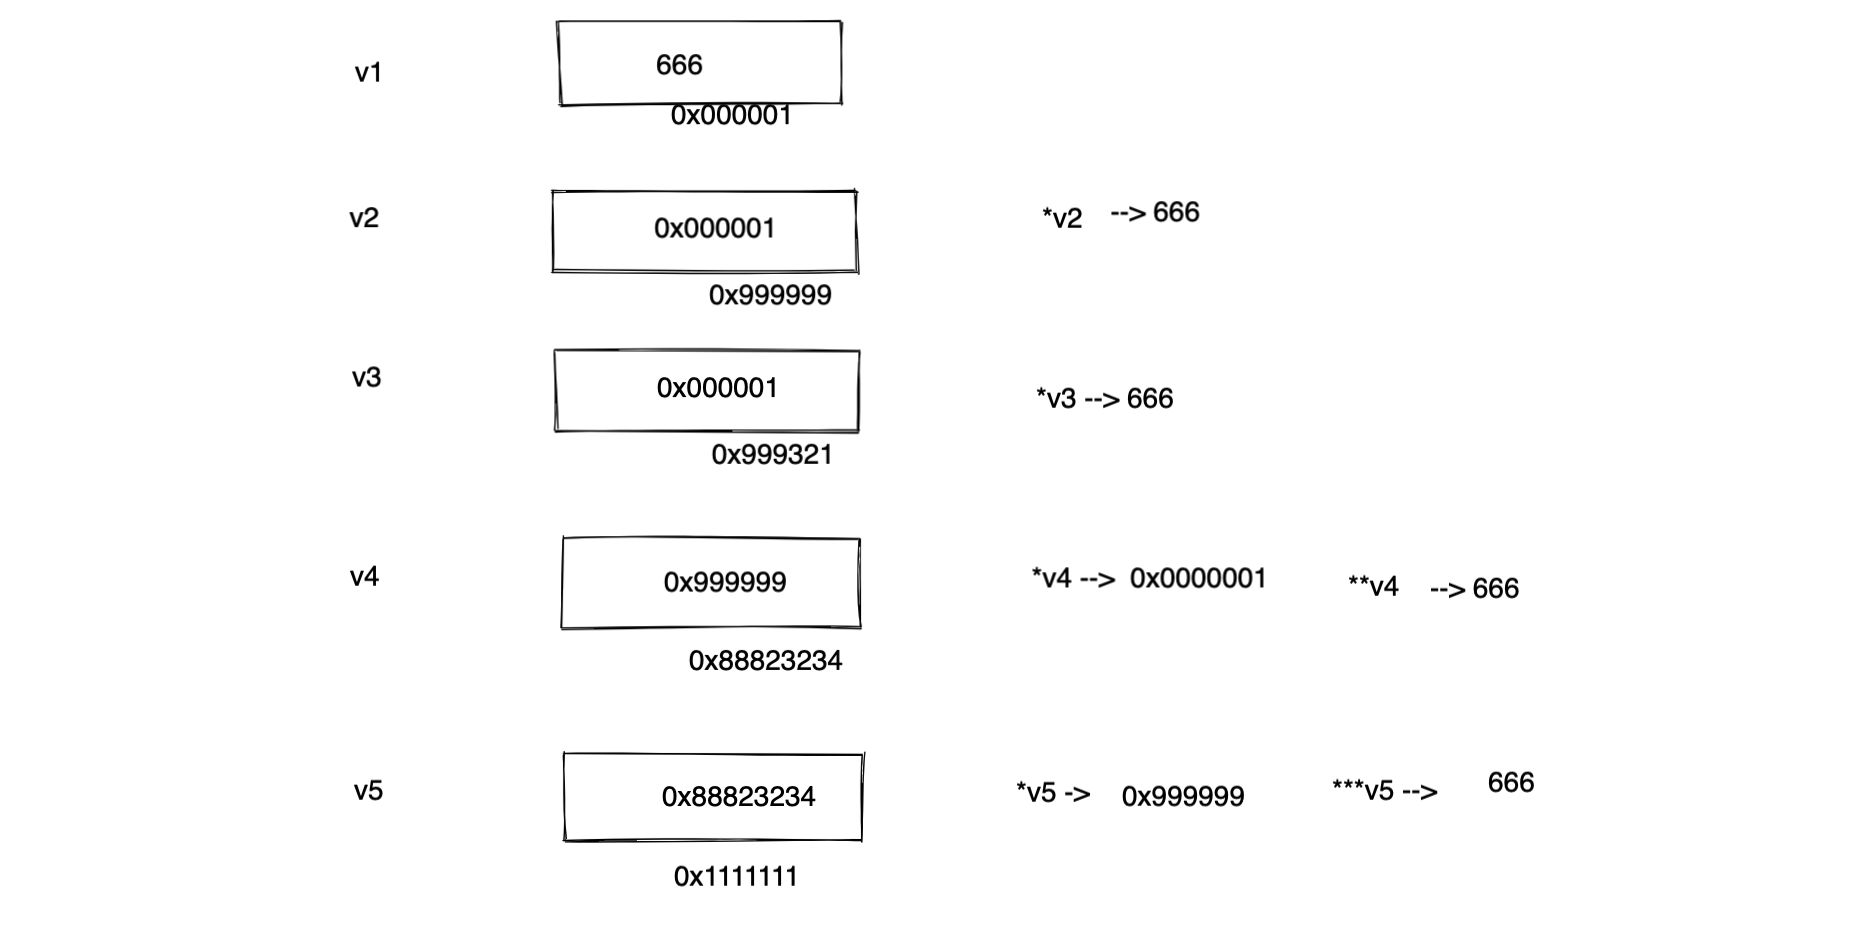 v1
666
0x000001
v2
0x000001
*v2 --> 666
0x999999
v3
0x000001
*v3 --> 666
0x999321
v4
0x999999
*v4 --> 0x0000001
**v4 --> 666
0x88823234
v5
0x88823234
*v5 -> 0x999999
***v5 --> 666
0x1111111